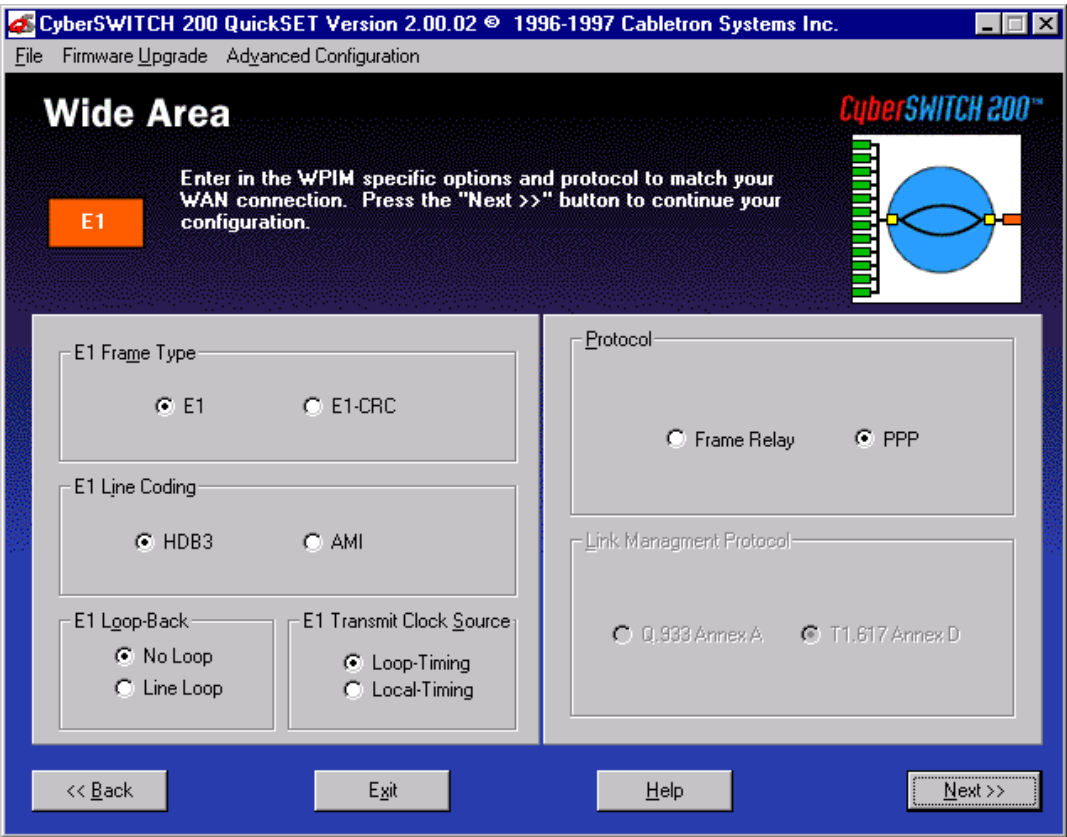 CyberSWITCH 200 QuickSET Version 2.00.02 © 1996-1997 Cabletron Systems Inc.
File Firmware Upgrade Advanced Configuration
Wide Area
CyberSWITCH 200™
Enter in the WPIM specific options and protocol to match your
WAN connection. Press the "Next >>" button to continue your
configuration.
E1
E1 Frame Type
E1 E1-CRC
E1 Line Coding
HDB3 AMI
E1 Loop-Back
No Loop
Line Loop
E1 Transmit Clock Source
Loop-Timing
Local-Timing
Protocol
Frame Relay PPP
Link Managment Protocol
Q.933 Annex A T1.617 Annex D
<< Back Exit Help Next >>